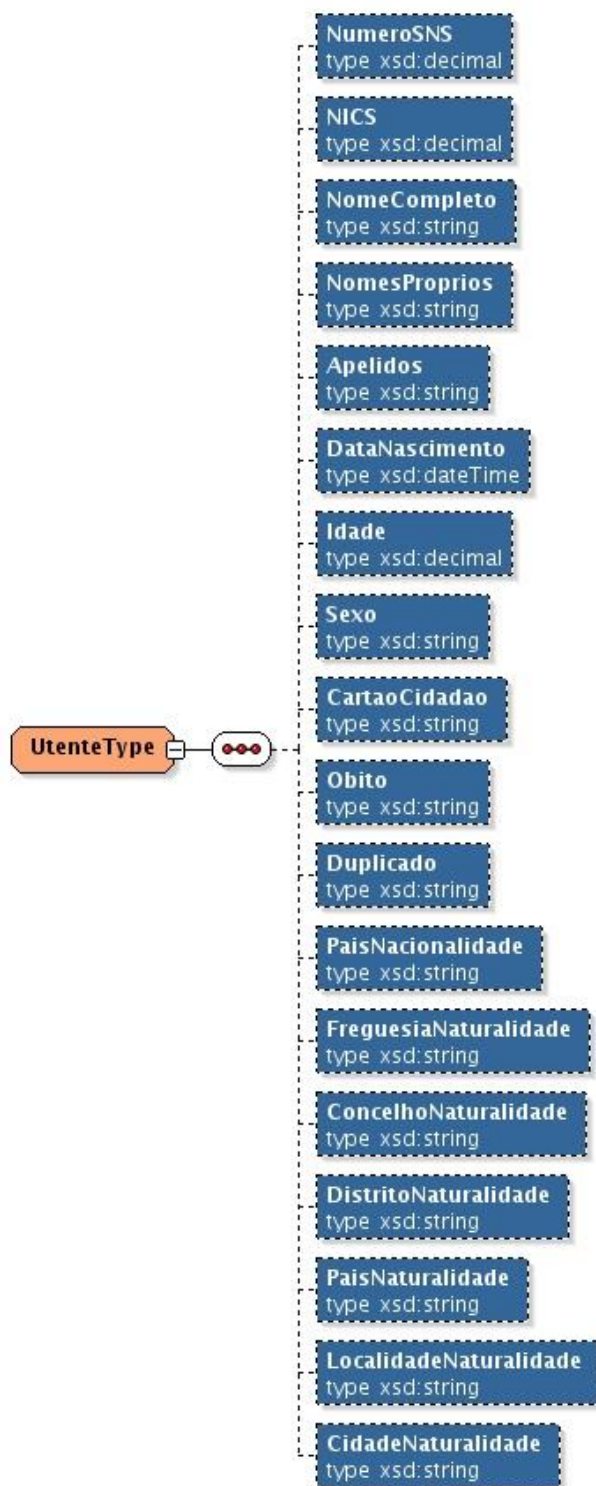 NumeroSNS
type xsd:decimal
NICS
type xsd:decimal
NomeCompleto
type xsd:string
NomesProprios
type xsd:string
Apelidos
type xsd:string
DataNascimento
type xsd:dateTime
Idade
type xsd:decimal
Sexo
type xsd:string
CartaoCidadao
type xsd:string
UtenteType
Obito
type xsd:string
Duplicado
type xsd:string
PaisNacionalidade
type xsd:string
FreguesiaNaturalidade
type xsd:string
ConcelhoNaturalidade
type xsd:string
DistritoNaturalidade
type xsd:string
PaisNaturalidade
type xsd:string
LocalidadeNaturalidade
type xsd:string
CidadeNaturalidade
type xsd:string